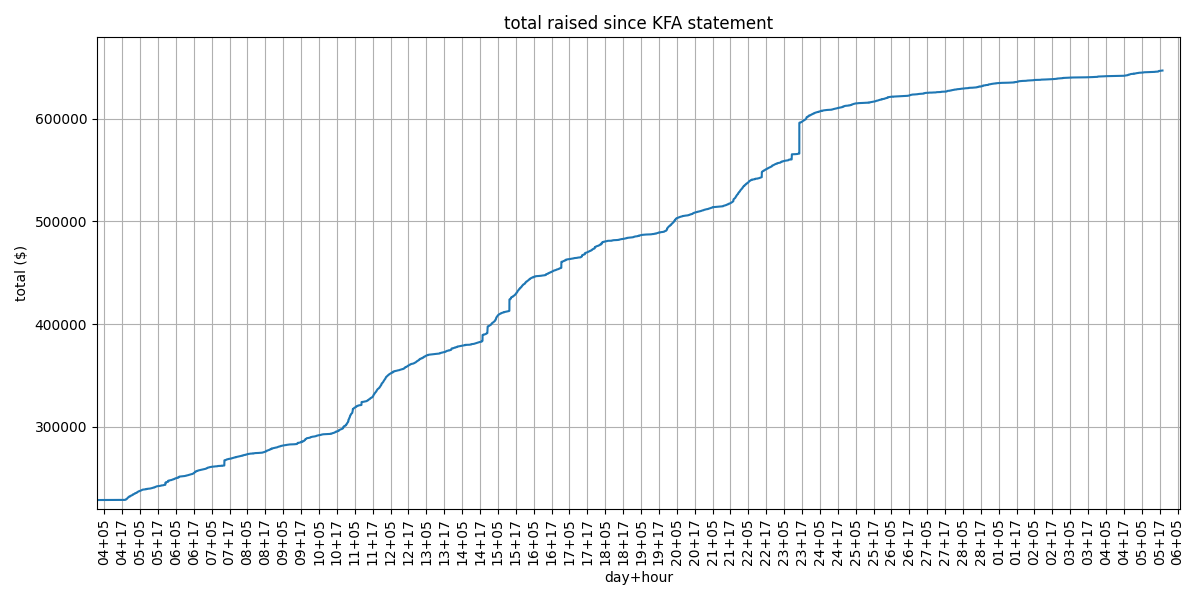 total raised since KFA statement
total ($)
600000
500000
400000
300000
04+05 04+17 05+05 05+17 06+05 06+17 07+05 07+17 08+05 08+17 09+05 09+17 10+05 10+17 11+05 11+17 12+05 12+17 13+05 13+17 14+05 14+17 15+05 15+17 16+05 16+17 17+05 17+17 18+05 18+17 19+05 19+17 20+05 20+17 21+05 21+17 22+05 22+17 23+05 23+17 24+05 24+17 25+05 25+17 26+05 26+17 27+05 27+17 28+05 28+17 01+05 01+17 02+05 02+17 03+05 03+17 04+05 04+17 05+05 05+17 06+05
day+hour